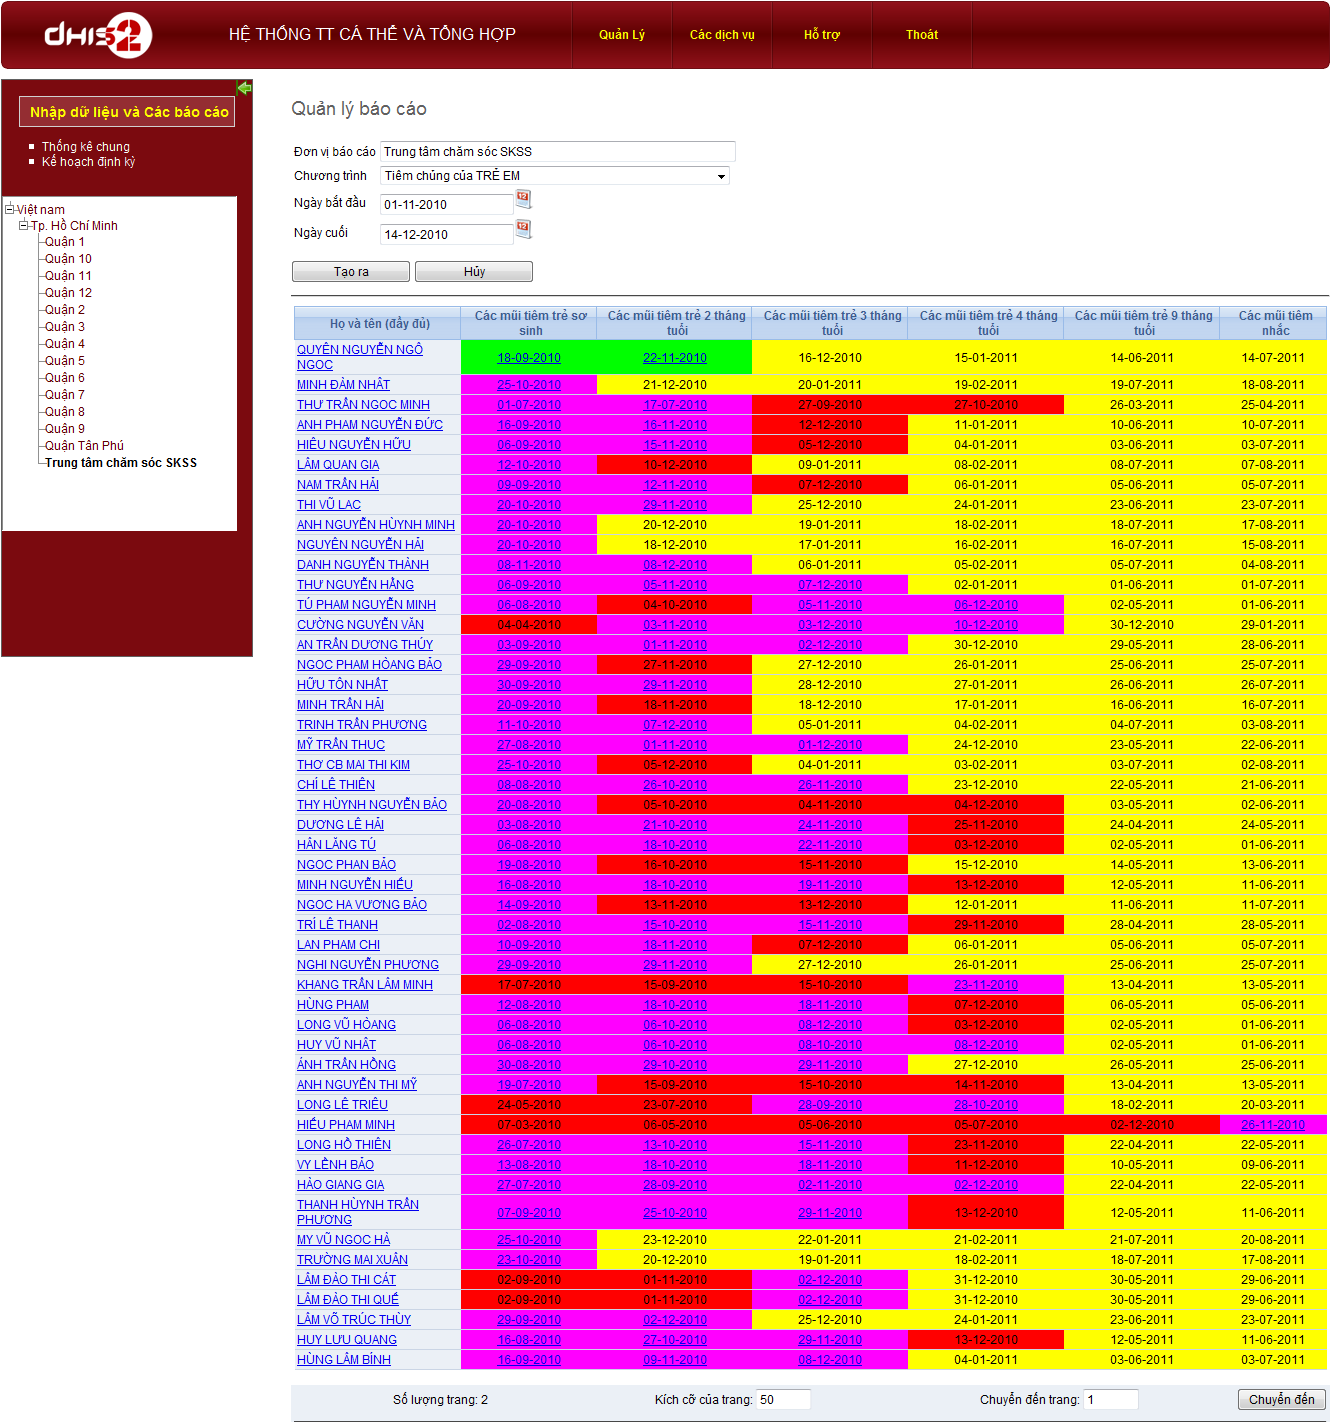 dHIS2
HỆ THỐNG TT CÁ THỂ VÀ TỔNG HỢP
Quản Lý
Các dịch vụ
Hỗ trợ
Thoát
Nhập dữ liệu và Các báo cáo
Thống kê chung
Kế hoạch định kỳ
Việt nam
Tp. Hồ Chí Minh
Quận 1
Quận 10
Quận 11
Quận 12
Quận 2
Quận 3
Quận 4
Quận 5
Quận 6
Quận 7
Quận 8
Quận 9
Quận Tân Phú
Trung tâm chăm sóc SKSS
Quản lý báo cáo
Đơn vị báo cáo Trung tâm chăm sóc SKSS
Chương trình Tiêm chủng của TRẺ EM
Ngày bắt đầu 01-11-2010
Ngày cuối 14-12-2010
Tạo ra Hủy
Họ và tên (đầy đủ) Các mũi tiêm trẻ sơ sinh Các mũi tiêm trẻ 2 tháng tuổi Các mũi tiêm trẻ 3 tháng tuổi Các mũi tiêm trẻ 4 tháng tuổi Các mũi tiêm trẻ 9 tháng tuổi Các mũi tiêm nhắc
QUYÊN NGUYỄN NGÔ NGỌC 18-09-2010 22-11-2010 16-12-2010 15-01-2011 14-06-2011 14-07-2011
MINH ĐÀM NHẬT 25-10-2010 21-12-2010 20-01-2011 19-02-2011 19-07-2011 18-08-2011
THƯ TRẦN NGỌC MINH 01-07-2010 17-07-2010 27-09-2010 27-10-2010 26-03-2011 25-04-2011
ANH PHẠM NGUYỄN ĐỨC 16-09-2010 16-11-2010 12-12-2010 11-01-2011 10-06-2011 10-07-2011
HIẾU NGUYỄN HỮU 06-09-2010 15-11-2010 05-12-2010 04-01-2011 03-06-2011 03-07-2011
LÂM QUAN GIA 12-10-2010 10-12-2010 09-01-2011 08-02-2011 08-07-2011 07-08-2011
NAM TRẦN HẢI 09-09-2010 12-11-2010 07-12-2010 06-01-2011 05-06-2011 05-07-2011
THI VŨ LẠC 20-10-2010 29-11-2010 25-12-2010 24-01-2011 23-06-2011 23-07-2011
ANH NGUYỄN HUỲNH MINH 20-10-2010 20-12-2010 19-01-2011 18-02-2011 18-07-2011 17-08-2011
NGUYÊN NGUYỄN HẢI 20-10-2010 18-12-2010 17-01-2011 16-02-2011 16-07-2011 15-08-2011
DANH NGUYỄN THÀNH 08-11-2010 08-12-2010 06-01-2011 05-02-2011 05-07-2011 04-08-2011
THƯ NGUYỄN HẰNG 06-09-2010 05-11-2010 07-12-2010 02-01-2011 01-06-2011 01-07-2011
TÚ PHẠM NGUYỄN MINH 06-08-2010 04-10-2010 05-11-2010 06-12-2010 02-05-2011 01-06-2011
CƯỜNG NGUYỄN VĂN 04-04-2010 03-11-2010 03-12-2010 10-12-2010 30-12-2010 29-01-2011
AN TRẦN DƯƠNG THÚY 03-09-2010 01-11-2010 02-12-2010 30-12-2010 29-05-2011 28-06-2011
NGỌC PHẠM HOÀNG BẢO 29-09-2010 27-11-2010 27-12-2010 26-01-2011 25-06-2011 25-07-2011
HỮU TÔN NHẤT 30-09-2010 29-11-2010 28-12-2010 27-01-2011 26-06-2011 26-07-2011
MINH TRẦN HẢI 20-09-2010 18-11-2010 18-12-2010 17-01-2011 16-06-2011 16-07-2011
TRINH TRẦN PHƯƠNG 11-10-2010 07-12-2010 05-01-2011 04-02-2011 04-07-2011 03-08-2011
MỸ TRẦN THỤC 27-08-2010 01-11-2010 01-12-2010 24-12-2010 23-05-2011 22-06-2011
THƠ CB MAI THI KIM 25-10-2010 05-12-2010 04-01-2011 03-02-2011 03-07-2011 02-08-2011
CHÍ LÊ THIÊN 08-08-2010 26-10-2010 26-11-2010 23-12-2010 22-05-2011 21-06-2011
THY HUỲNH NGUYỄN BẢO 20-08-2010 05-10-2010 04-11-2010 04-12-2010 03-05-2011 02-06-2011
DƯƠNG LÊ HẢI 03-08-2010 21-10-2010 24-11-2010 25-11-2010 24-04-2011 24-05-2011
HÂN LĂNG TÚ 06-08-2010 18-10-2010 22-11-2010 03-12-2010 02-05-2011 01-06-2011
NGỌC PHAN BẢO 19-08-2010 16-10-2010 15-11-2010 15-12-2010 14-05-2011 13-06-2011
MINH NGUYỄN HIẾU 16-08-2010 18-10-2010 19-11-2010 13-12-2010 12-05-2011 11-06-2011
NGỌC HA VƯƠNG BẢO 14-09-2010 13-11-2010 13-12-2010 12-01-2011 11-06-2011 11-07-2011
TRÍ LÊ THANH 02-08-2010 15-10-2010 15-11-2010 29-11-2010 28-04-2011 28-05-2011
LAN PHẠM CHI 10-09-2010 18-11-2010 07-12-2010 06-01-2011 05-06-2011 05-07-2011
NGHI NGUYỄN PHƯƠNG 29-09-2010 29-11-2010 27-12-2010 26-01-2011 25-06-2011 25-07-2011
KHANG TRẦN LÂM MINH 17-07-2010 15-09-2010 15-10-2010 23-11-2010 13-04-2011 13-05-2011
HÙNG PHẠM 12-08-2010 18-10-2010 18-11-2010 07-12-2010 06-05-2011 05-06-2011
LONG VŨ HOÀNG 06-08-2010 06-10-2010 08-12-2010 03-12-2010 02-05-2011 01-06-2011
HUY VŨ NHẬT 06-08-2010 06-10-2010 08-10-2010 08-12-2010 02-05-2011 01-06-2011
ÁNH TRẦN HỒNG 30-08-2010 29-10-2010 29-11-2010 27-12-2010 26-05-2011 25-06-2011
ANH NGUYỄN THI MỸ 19-07-2010 15-09-2010 15-10-2010 14-11-2010 13-04-2011 13-05-2011
LONG LÊ TRIỆU 24-05-2010 23-07-2010 28-09-2010 28-10-2010 18-02-2011 20-03-2011
HIẾU PHẠM MINH 07-03-2010 06-05-2010 05-06-2010 05-07-2010 02-12-2010 26-11-2010
LONG HỒ THIÊN 26-07-2010 13-10-2010 15-11-2010 23-11-2010 22-04-2011 22-05-2011
VY LỀNH BẢO 13-08-2010 18-10-2010 18-11-2010 11-12-2010 10-05-2011 09-06-2011
HÀO GIANG GIA 27-07-2010 28-09-2010 02-11-2010 02-12-2010 22-04-2011 22-05-2011
THANH HUỲNH TRẦN PHƯƠNG 07-09-2010 25-10-2010 29-11-2010 13-12-2010 12-05-2011 11-06-2011
MY VŨ NGỌC HÀ 25-10-2010 23-12-2010 22-01-2011 21-02-2011 21-07-2011 20-08-2011
TRƯỜNG MAI XUÂN 23-10-2010 20-12-2010 19-01-2011 18-02-2011 18-07-2011 17-08-2011
LÂM ĐÀO THI CÁT 02-09-2010 01-11-2010 02-12-2010 31-12-2010 30-05-2011 29-06-2011
LÂM ĐÀO THI QUẾ 02-09-2010 01-11-2010 02-12-2010 31-12-2010 30-05-2011 29-06-2011
LÂM VÕ TRÚC THÙY 29-09-2010 02-12-2010 25-12-2010 24-01-2011 23-06-2011 23-07-2011
HUY LƯU QUANG 16-08-2010 27-10-2010 29-11-2010 13-12-2010 12-05-2011 11-06-2011
HÙNG LÂM BÍNH 16-09-2010 09-11-2010 08-12-2010 04-01-2011 03-06-2011 03-07-2011
Số lượng trang: 2 Kích cỡ của trang: 50 Chuyển đến trang: 1 Chuyển đến